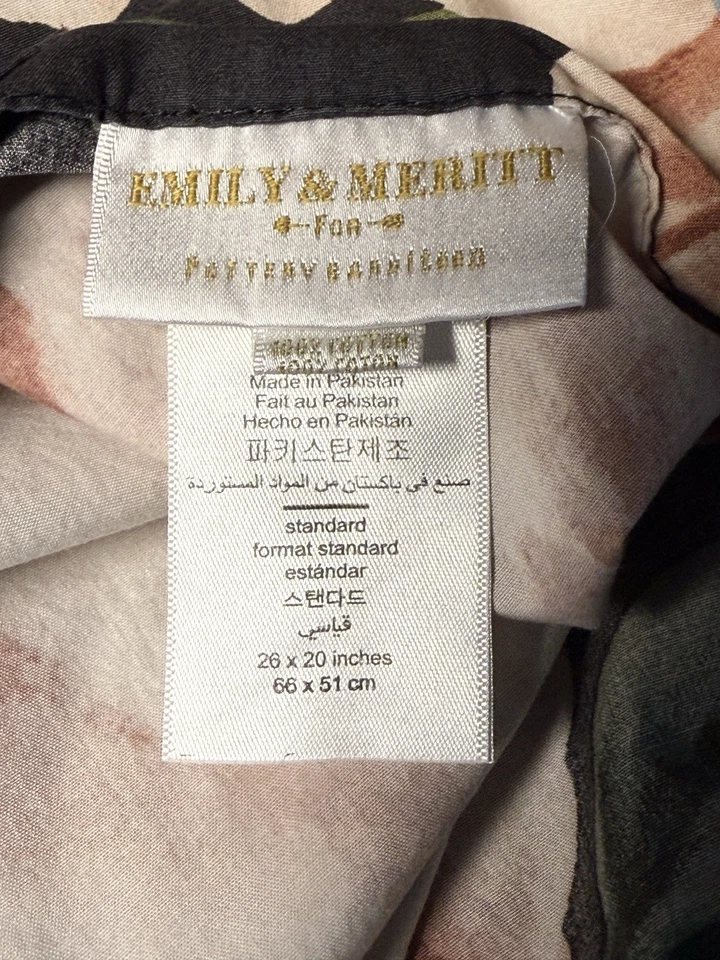 EMILY & MERITT
FOR
POTTERY BARN | TEEN
100% COTTON
100% COTON
Made in Pakistan
Fait au Pakistan
Hecho en Pakistán
파키스탄제조
صنع في باكستان من المواد المستوردة
standard
format standard
estándar
스탠다드
قياسي
26 x 20 inches
66 x 51 cm